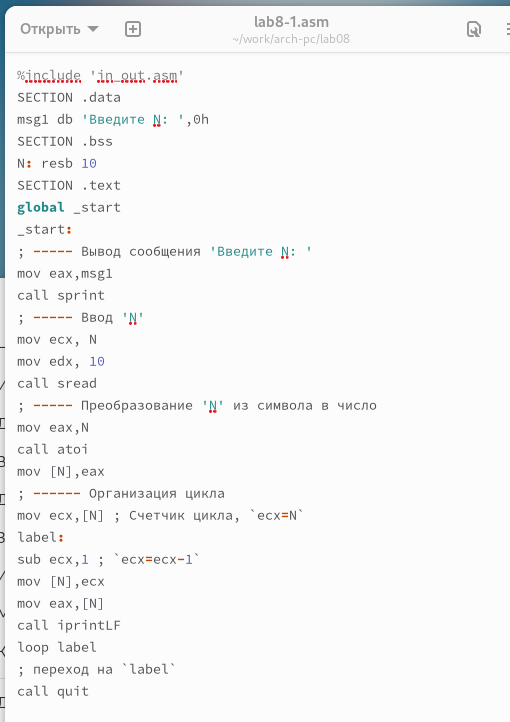 Открыть
lab8-1.asm
~/work/arch-pc/lab08
%include 'in_out.asm'
SECTION .data
msg1 db 'Введите N: ',0h
SECTION .bss
N: resb 10
SECTION .text
global _start
_start:
; ----- Вывод сообщения 'Введите N: '
mov eax,msg1
call sprint
; ----- Ввод 'N'
mov ecx, N
mov edx, 10
call sread
; ----- Преобразование 'N' из символа в число
mov eax,N
call atoi
mov [N],eax
; ------ Организация цикла
mov ecx,[N] ; Счетчик цикла, `ecx=N`
label:
sub ecx,1 ; `ecx=ecx-1`
mov [N],ecx
mov eax,[N]
call iprintLF
loop label
; переход на `label`
call quit